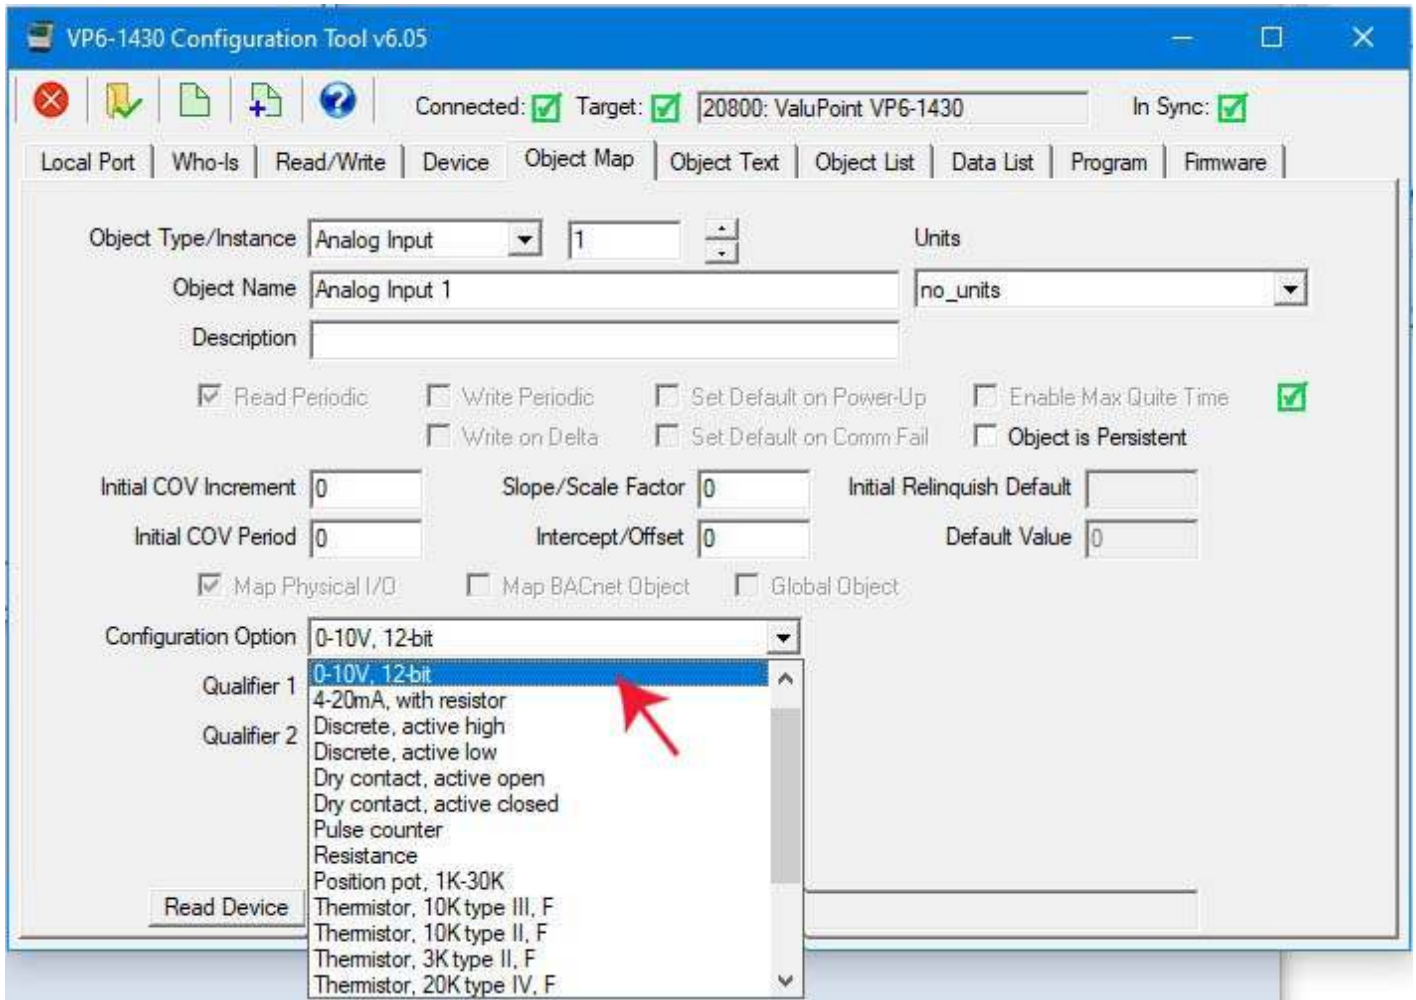 VP6-1430 Configuration Tool v6.05
Connected: Target: 20800: ValuPoint VP6-1430 In Sync:
Local Port Who-Is Read/Write Device Object Map Object Text Object List Data List Program Firmware
Object Type/Instance Analog Input 1 Units
Object Name Analog Input 1 no_units
Description
Read Periodic Write Periodic Set Default on Power-Up Enable Max Quite Time
Write on Delta Set Default on Comm Fail Object is Persistent
Initial COV Increment 0 Slope/Scale Factor 0 Initial Relinquish Default
Initial COV Period 0 Intercept/Offset 0 Default Value 0
Map Physical I/O Map BACnet Object Global Object
Configuration Option 0-10V, 12-bit
Qualifier 1 0-10V, 12-bit
4-20mA, with resistor
Discrete, active high
Qualifier 2 Discrete, active low
Dry contact, active open
Dry contact, active closed
Pulse counter
Resistance
Position pot, 1K-30K
Read Device Thermistor, 10K type III, F
Thermistor, 10K type II, F
Thermistor, 3K type II, F
Thermistor, 20K type IV, F